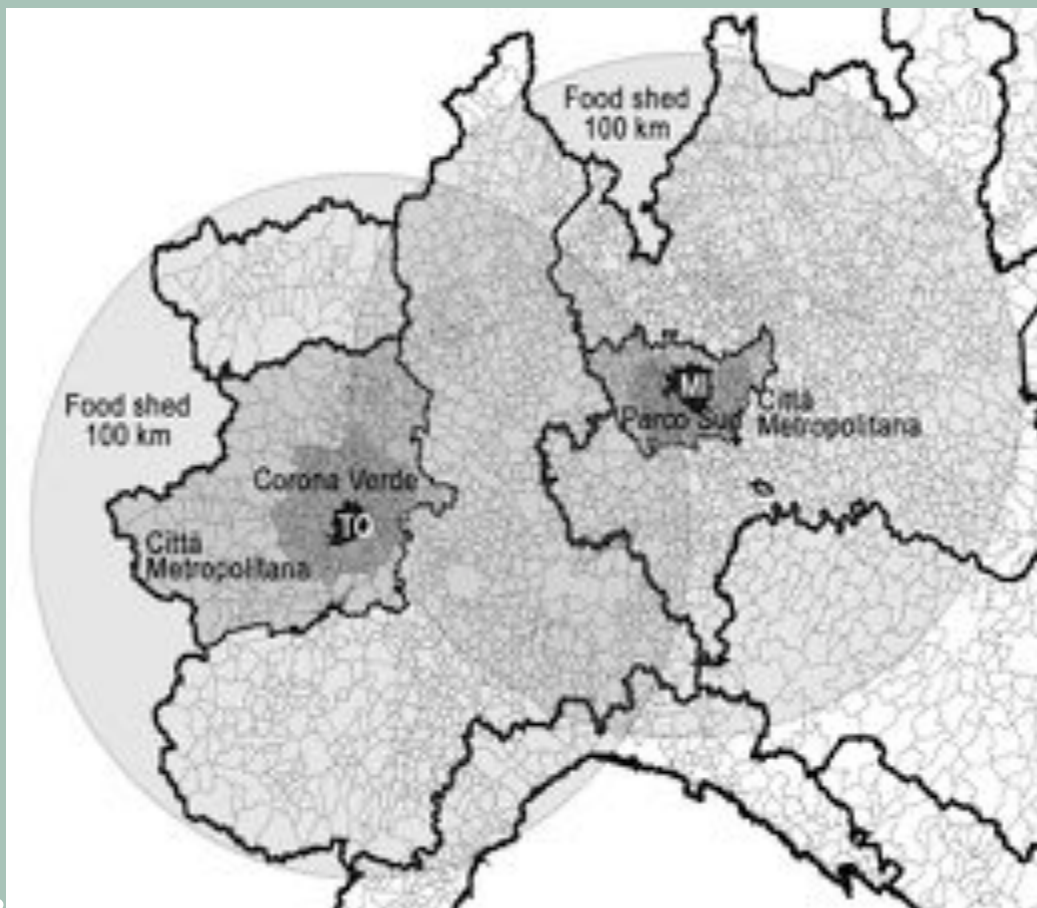 Food shed
100 km
Food shed
100 km
MI
Parco Sud
Città
Metropolitana
Corona Verde
TO
Città
Metropolitana